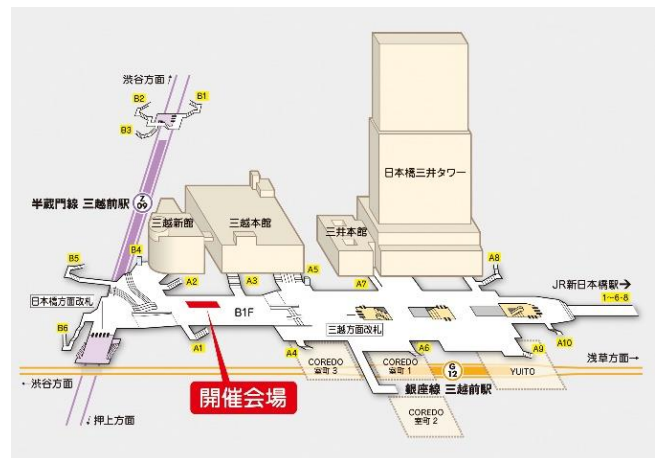 渋谷方面↑
B2
B1
B3
日本橋三井タワー
半蔵門線 三越前駅
Z
09
三越新館
三越本館
三井本館
B4
B5
A2
A3
A5
A7
A8
JR新日本橋駅→
1~6・8
日本橋方面改札
B1F
三越方面改札
B6
A1
A4
A6
A9
A10
COREDO
室町 3
COREDO
室町 1
G
12
YUITO
浅草方面→
←渋谷方面
開催会場
銀座線 三越前駅
COREDO
室町 2
↓押上方面